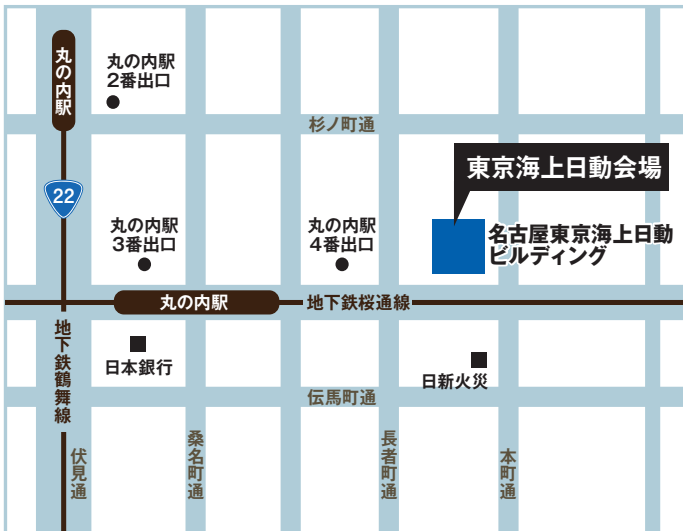 丸の内駅
丸の内駅
2番出口
杉ノ町通
東京海上日動会場
22
丸の内駅
3番出口
丸の内駅
4番出口
名古屋東京海上日動
ビルディング
丸の内駅
地下鉄桜通線
地下鉄鶴舞線
日本銀行
日新火災
伝馬町通
伏見通
桑名町通
長者町通
本町通